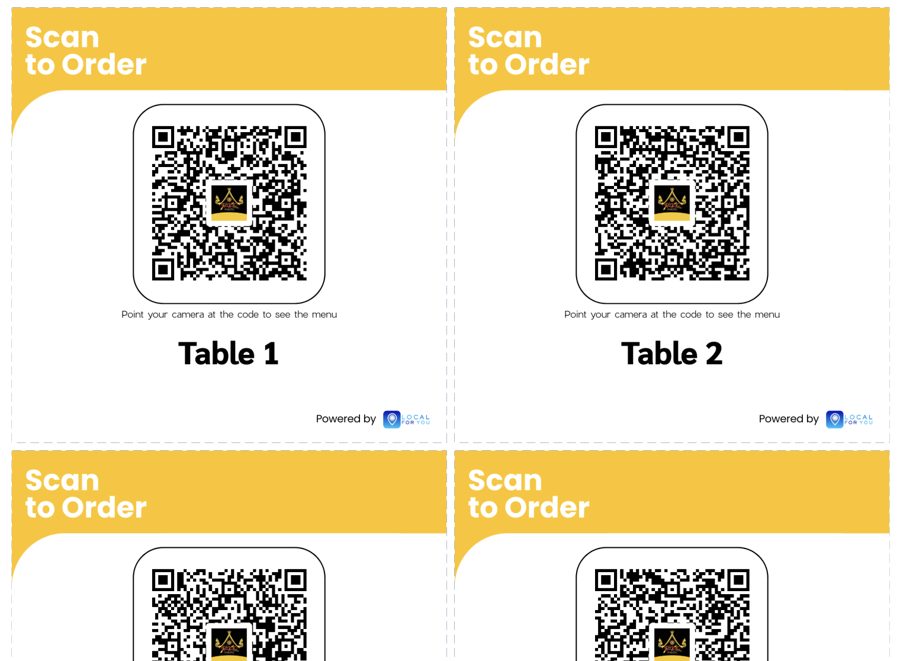 Scan
to Order
Point your camera at the code to see the menu
Table 1
Powered by LOCAL
FOR YOU
Scan
to Order
Point your camera at the code to see the menu
Table 2
Powered by LOCAL
FOR YOU
Scan
to Order
Scan
to Order